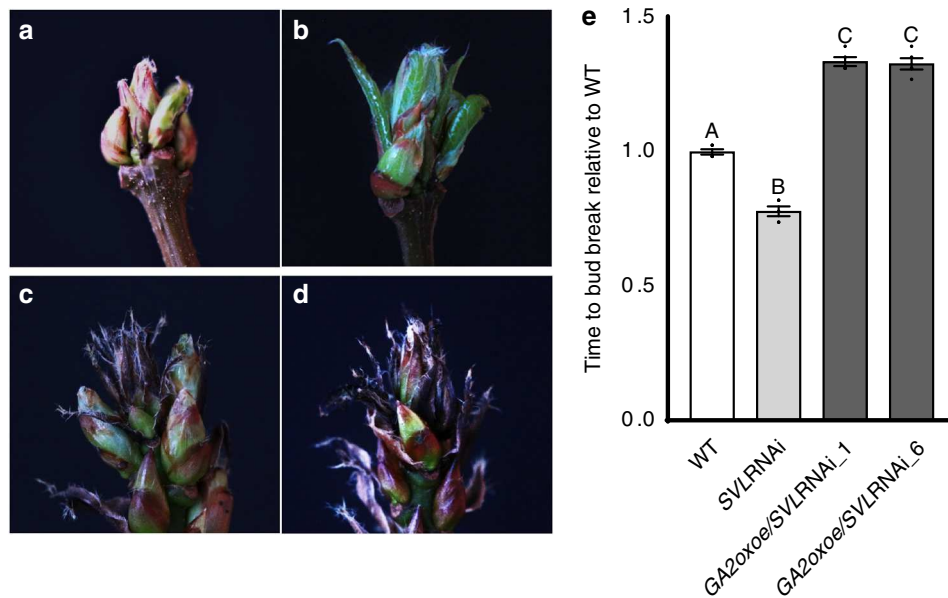 a
b
c
d
e
Time to bud break relative to WT
1.5
1.0
0.5
0.0
A
B
C
C
WT
SVLRNAi
GA2oxoe/SVLRNAi_1
GA2oxoe/SVLRNAi_6